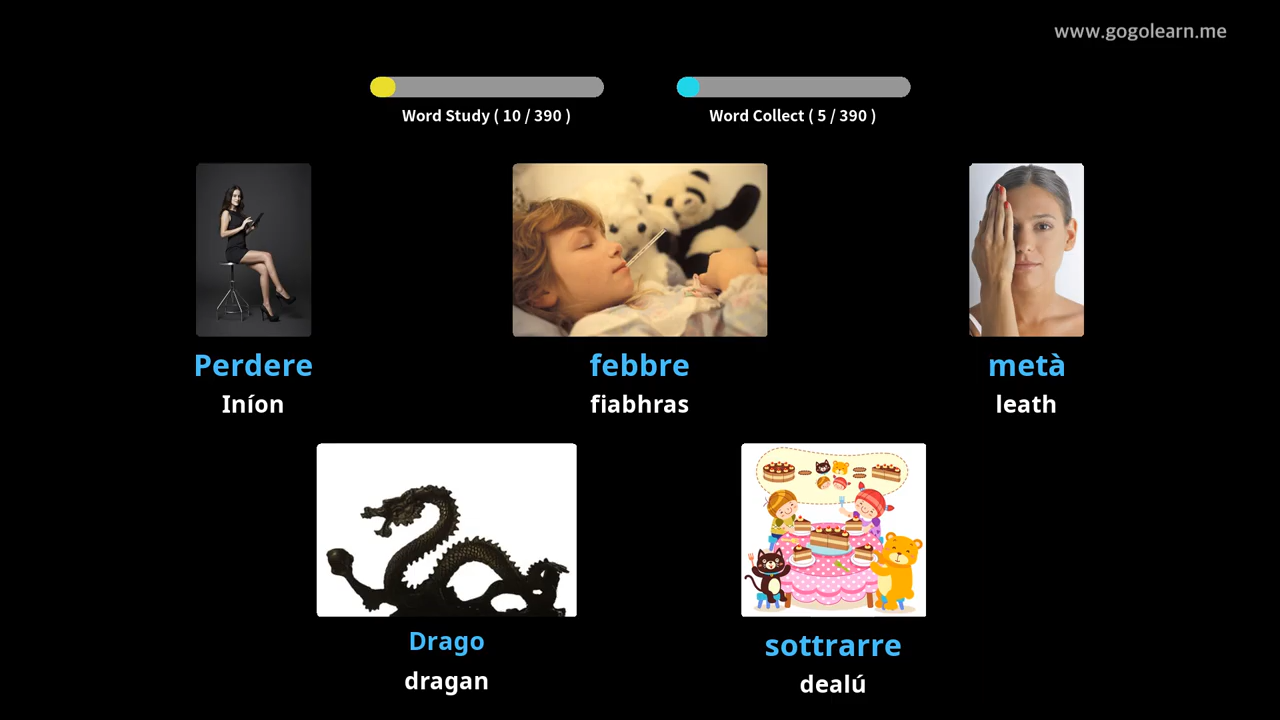 www.gogolearn.me
Word Study ( 10 / 390 )
Word Collect ( 5 / 390 )
Perdere
Iníon
febbre
fiabhras
metà
leath
Drago
dragan
sottrarre
dealú